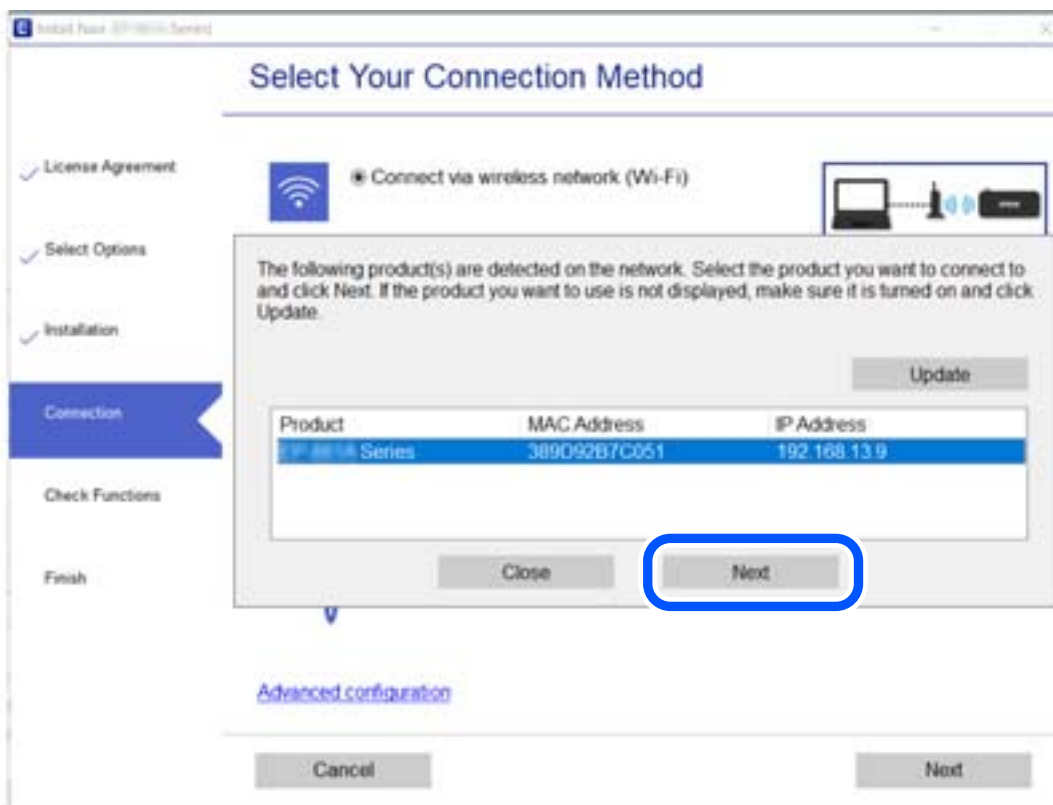 Select Your Connection Method
License Agreement
Select Options
Installation
Connection
Check Functions
Finish
Connect via wireless network (Wi-Fi)
The following product(s) are detected on the network. Select the product you want to connect to
and click Next. If the product you want to use is not displayed, make sure it is turned on and click
Update.
Update
Product MAC Address IP Address
Series 389D92B7C051 192.168.13.9
Close Next
Advanced configuration
Cancel Next